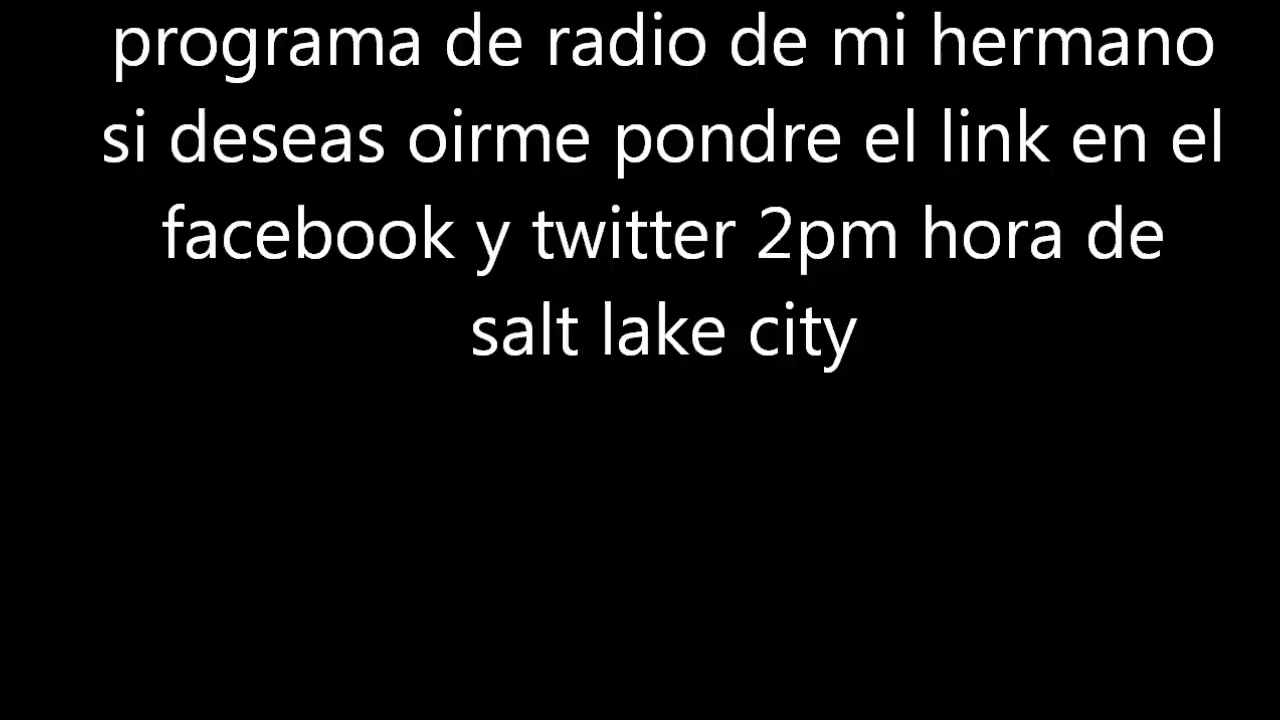 programa de radio de mi hermano
si deseas oirme pondre el link en el
facebook y twitter 2pm hora de
salt lake city